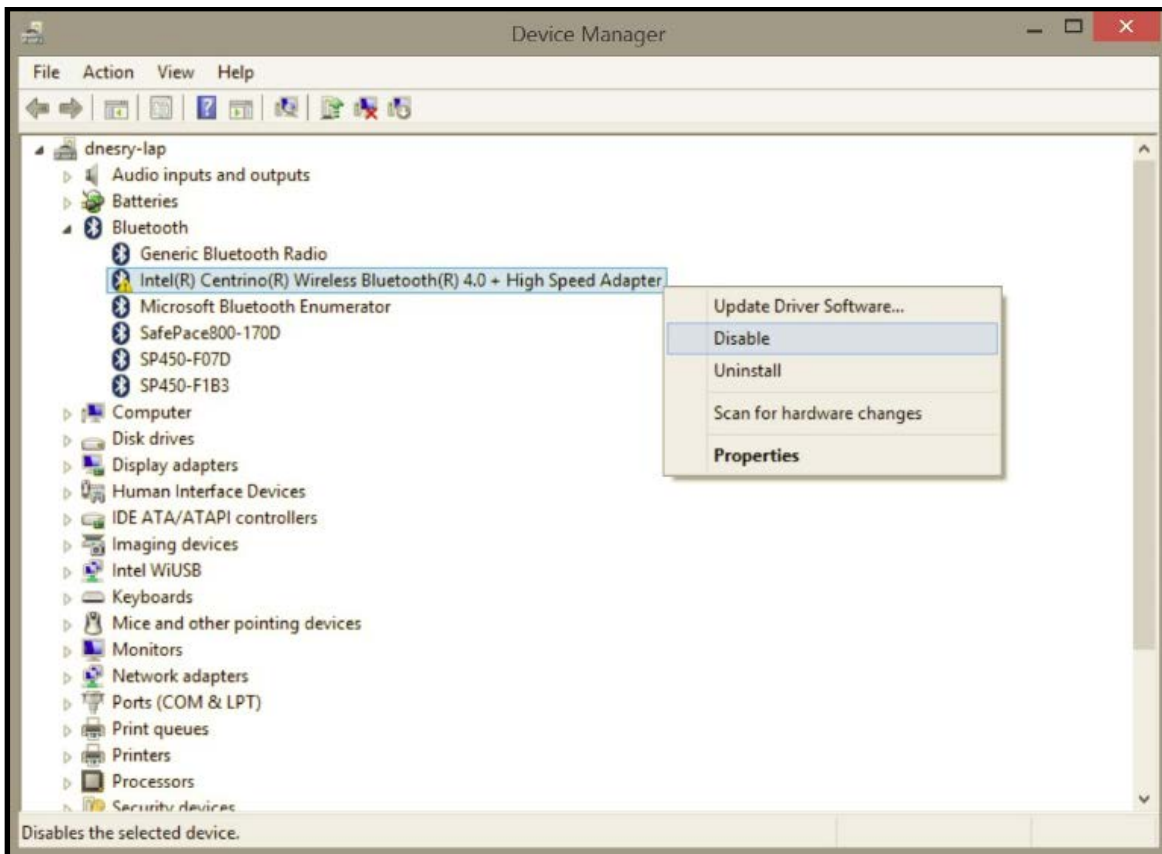 Device Manager
File Action View Help
dnesry-lap
Audio inputs and outputs
Batteries
Bluetooth
Generic Bluetooth Radio
Intel(R) Centrino(R) Wireless Bluetooth(R) 4.0 + High Speed Adapter
Microsoft Bluetooth Enumerator
SafePace800-170D
SP450-F07D
SP450-F1B3
Computer
Disk drives
Display adapters
Human Interface Devices
IDE ATA/ATAPI controllers
Imaging devices
Intel WiUSB
Keyboards
Mice and other pointing devices
Monitors
Network adapters
Ports (COM & LPT)
Print queues
Printers
Processors
Security devices
Update Driver Software...
Disable
Uninstall
Scan for hardware changes
Properties
Disables the selected device.